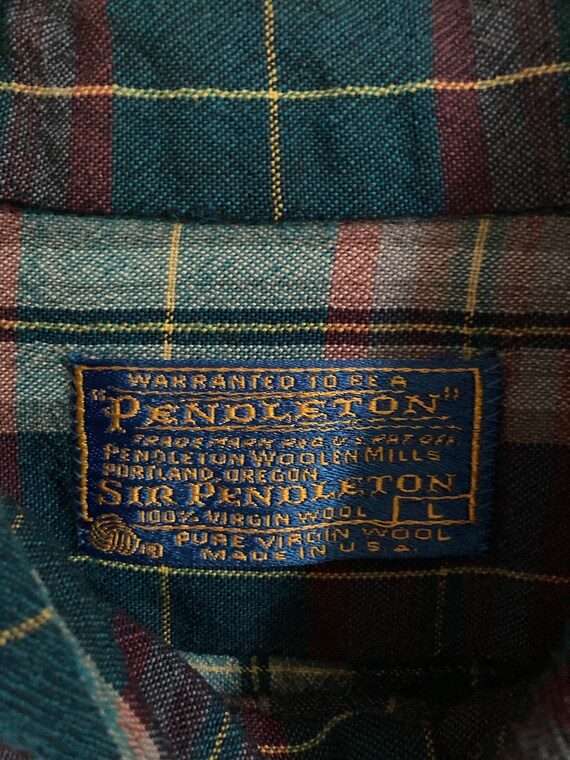 WARRANTED TO BE A
"PENDLETON"
TRADE MARK REG. U.S. PAT. OFF.
PENDLETON WOOLEN MILLS
PORTLAND, OREGON
SIR PENDLETON
100% VIRGIN WOOL L
PURE VIRGIN WOOL
MADE IN U.S.A.